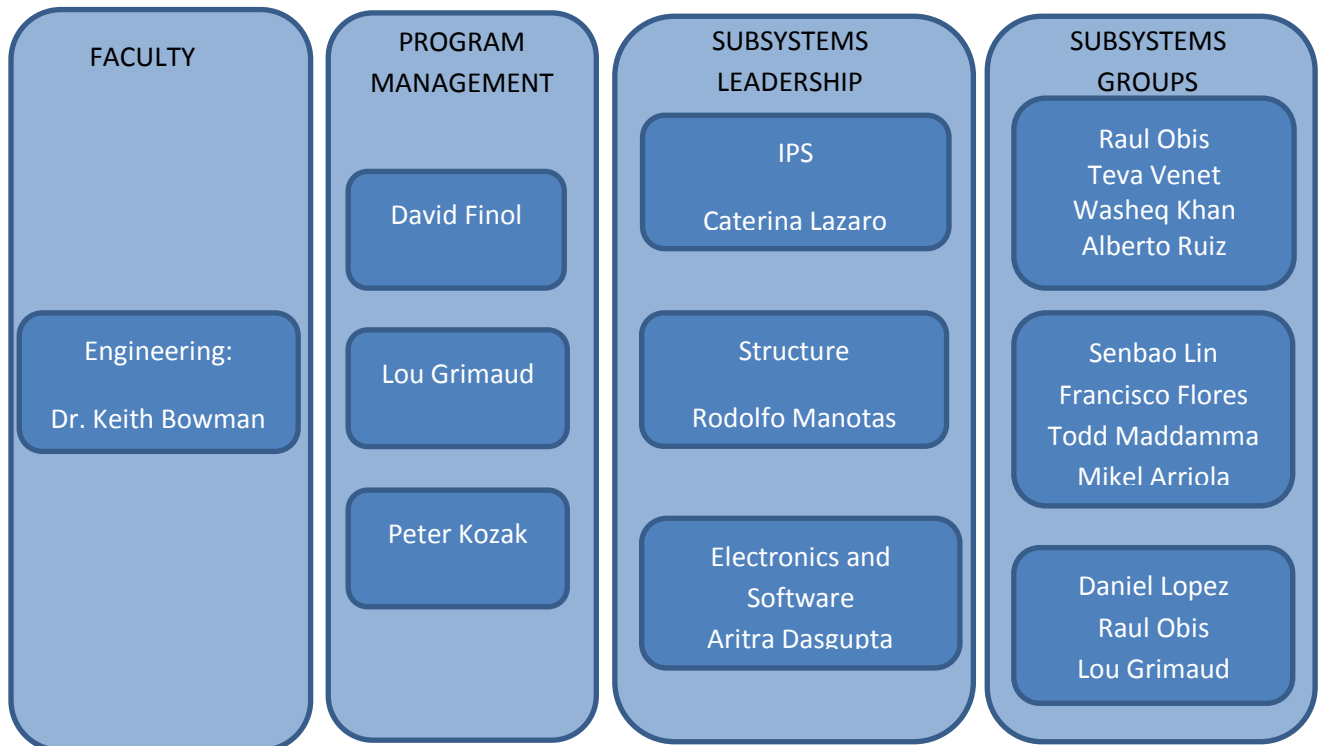 FACULTY
Engineering:
Dr. Keith Bowman
PROGRAM
MANAGEMENT
David Finol
Lou Grimaud
Peter Kozak
SUBSYSTEMS
LEADERSHIP
IPS
Caterina Lazaro
Structure
Rodolfo Manotas
Electronics and
Software
Aritra Dasgupta
SUBSYSTEMS
GROUPS
Raul Obis
Teva Venet
Washeq Khan
Alberto Ruiz
Senbao Lin
Francisco Flores
Todd Maddamma
Mikel Arriola
Daniel Lopez
Raul Obis
Lou Grimaud